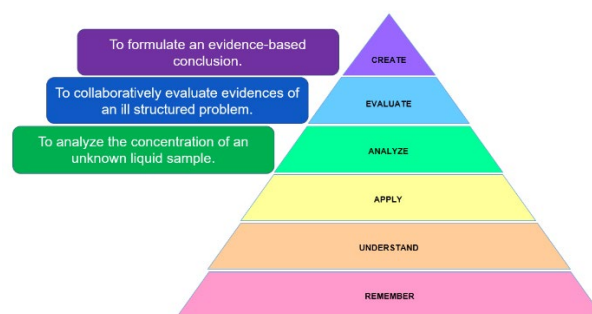 To formulate an evidence-based
conclusion.
CREATE
To collaboratively evaluate evidences of
an ill structured problem.
EVALUATE
To analyze the concentration of an
unknown liquid sample.
ANALYZE
APPLY
UNDERSTAND
REMEMBER